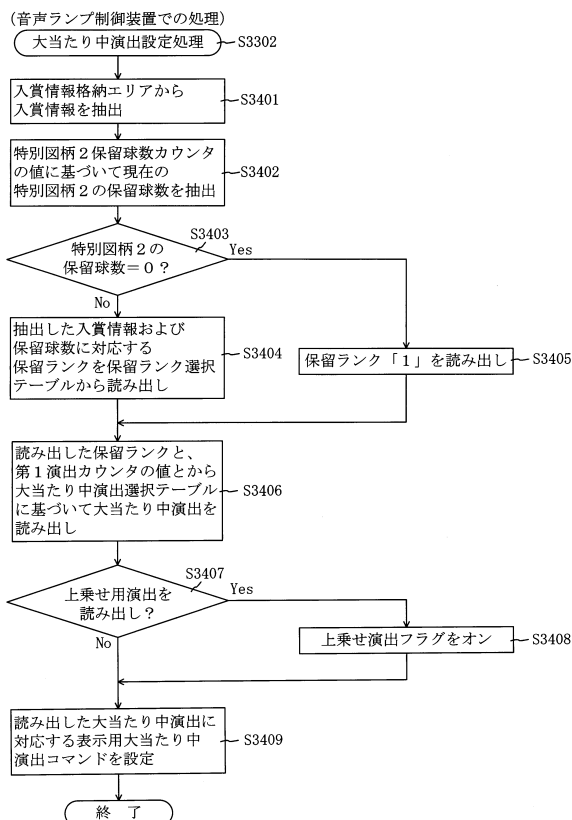 (音声ランプ制御装置での処理)
大当たり中演出設定処理
S3302
入賞情報格納エリアから
入賞情報を抽出
S3401
特別図柄2保留球数カウンタ
の値に基づいて現在の
特別図柄2の保留球数を抽出
S3402
S3403
特別図柄2の
保留球数=0?
Yes
No
抽出した入賞情報および
保留球数に対応する
保留ランクを保留ランク選択
テーブルから読み出し
S3404
保留ランク「1」を読み出し
S3405
読み出した保留ランクと、
第1演出カウンタの値とから
大当たり中演出選択テーブル
に基づいて大当たり中演出を
読み出し
S3406
S3407
上乗せ用演出を
読み出し?
Yes
No
上乗せ演出フラグをオン
S3408
読み出した大当たり中演出に
対応する表示用大当たり中
演出コマンドを設定
S3409
終 了